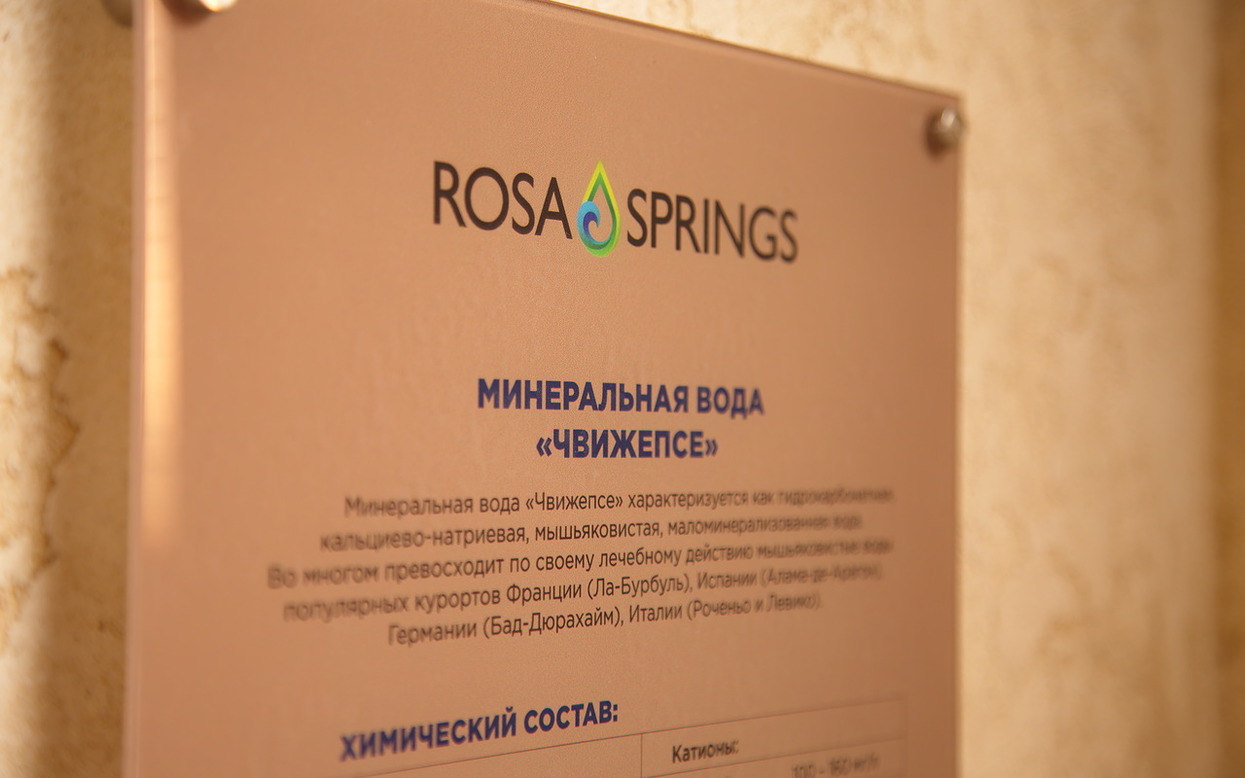 ROSA SPRINGS
МИНЕРАЛЬНАЯ ВОДА
«ЧВИЖЕПСЕ»
Минеральная вода «Чвижепсе» характеризуется как гидрокарбонатная
кальциево-натриевая, мышьяковистая, маломинерализованная вода.
Во многом превосходит по своему лечебному действию мышьяковистые воды
популярных курортов Франции (Ла-Бурбуль), Испании
Германии (Бад-Дюрахайм), Италии (Роченьо и Левико).
ХИМИЧЕСКИЙ СОСТАВ:
Катионы: